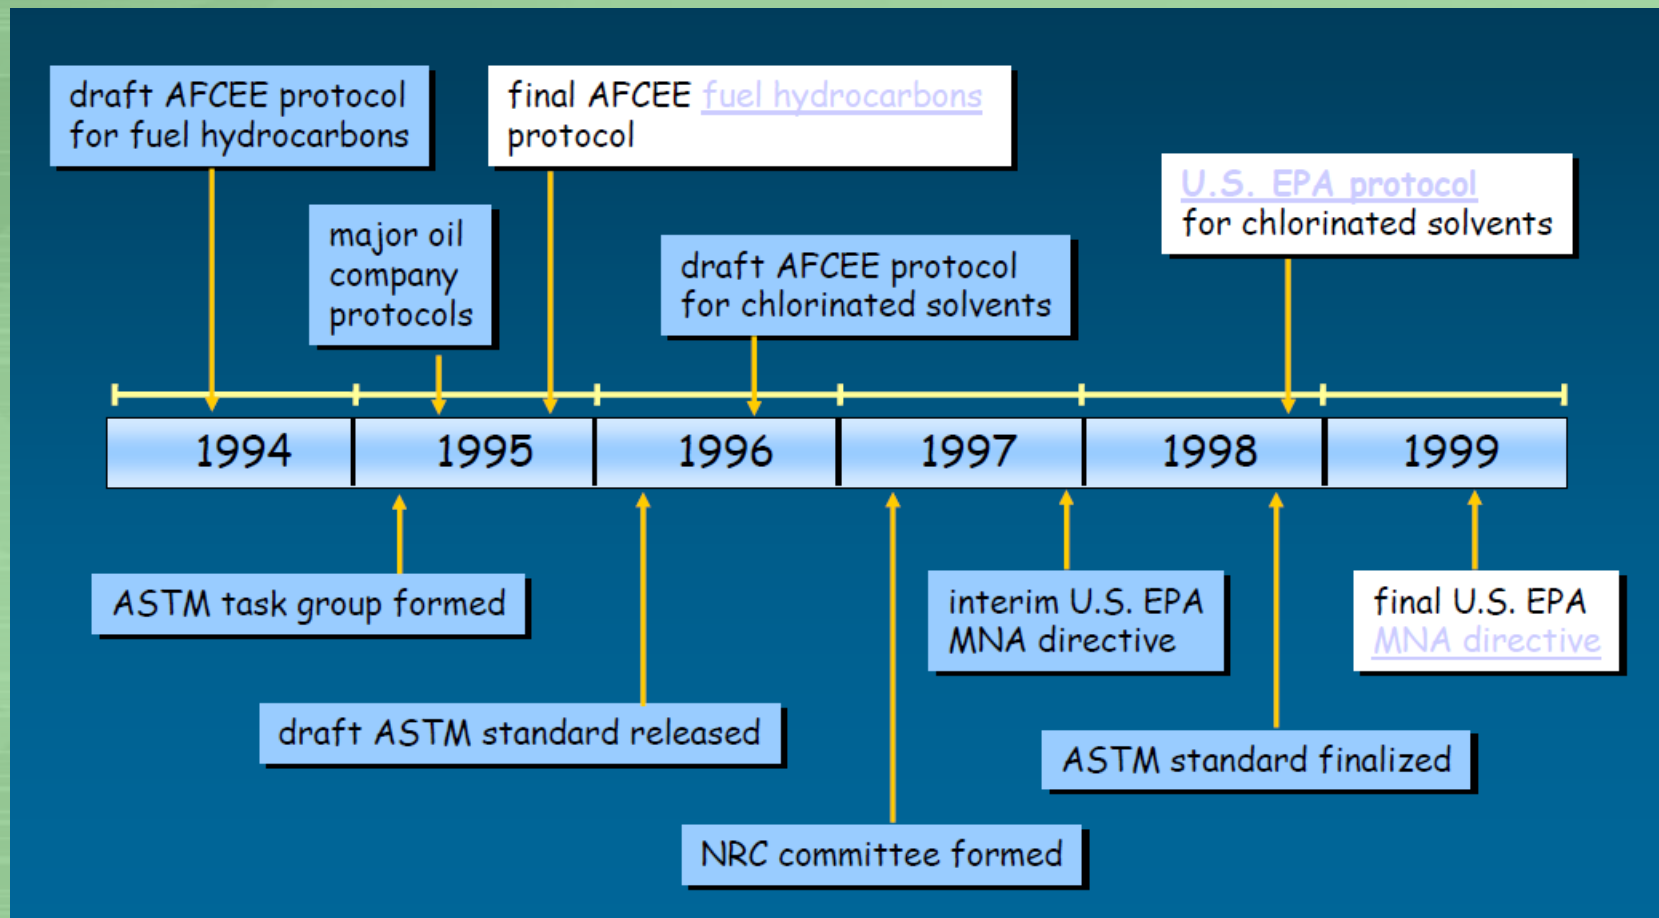 draft AFCEE protocol
for fuel hydrocarbons
final AFCEE fuel hydrocarbons
protocol
major oil
company
protocols
draft AFCEE protocol
for chlorinated solvents
U.S. EPA protocol
for chlorinated solvents
1994 1995 1996 1997 1998 1999
ASTM task group formed
draft ASTM standard released
NRC committee formed
interim U.S. EPA
MNA directive
ASTM standard finalized
final U.S. EPA
MNA directive